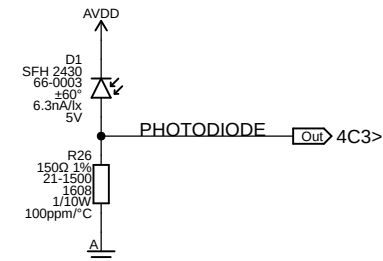 AVDD
D1
SFH 2430
66-0003
±60°
6.3nA/lx
5V
PHOTODIODE
Out
4C3>
R26
150Ω 1%
21-1500
1608
1/10W
100ppm/°C
A